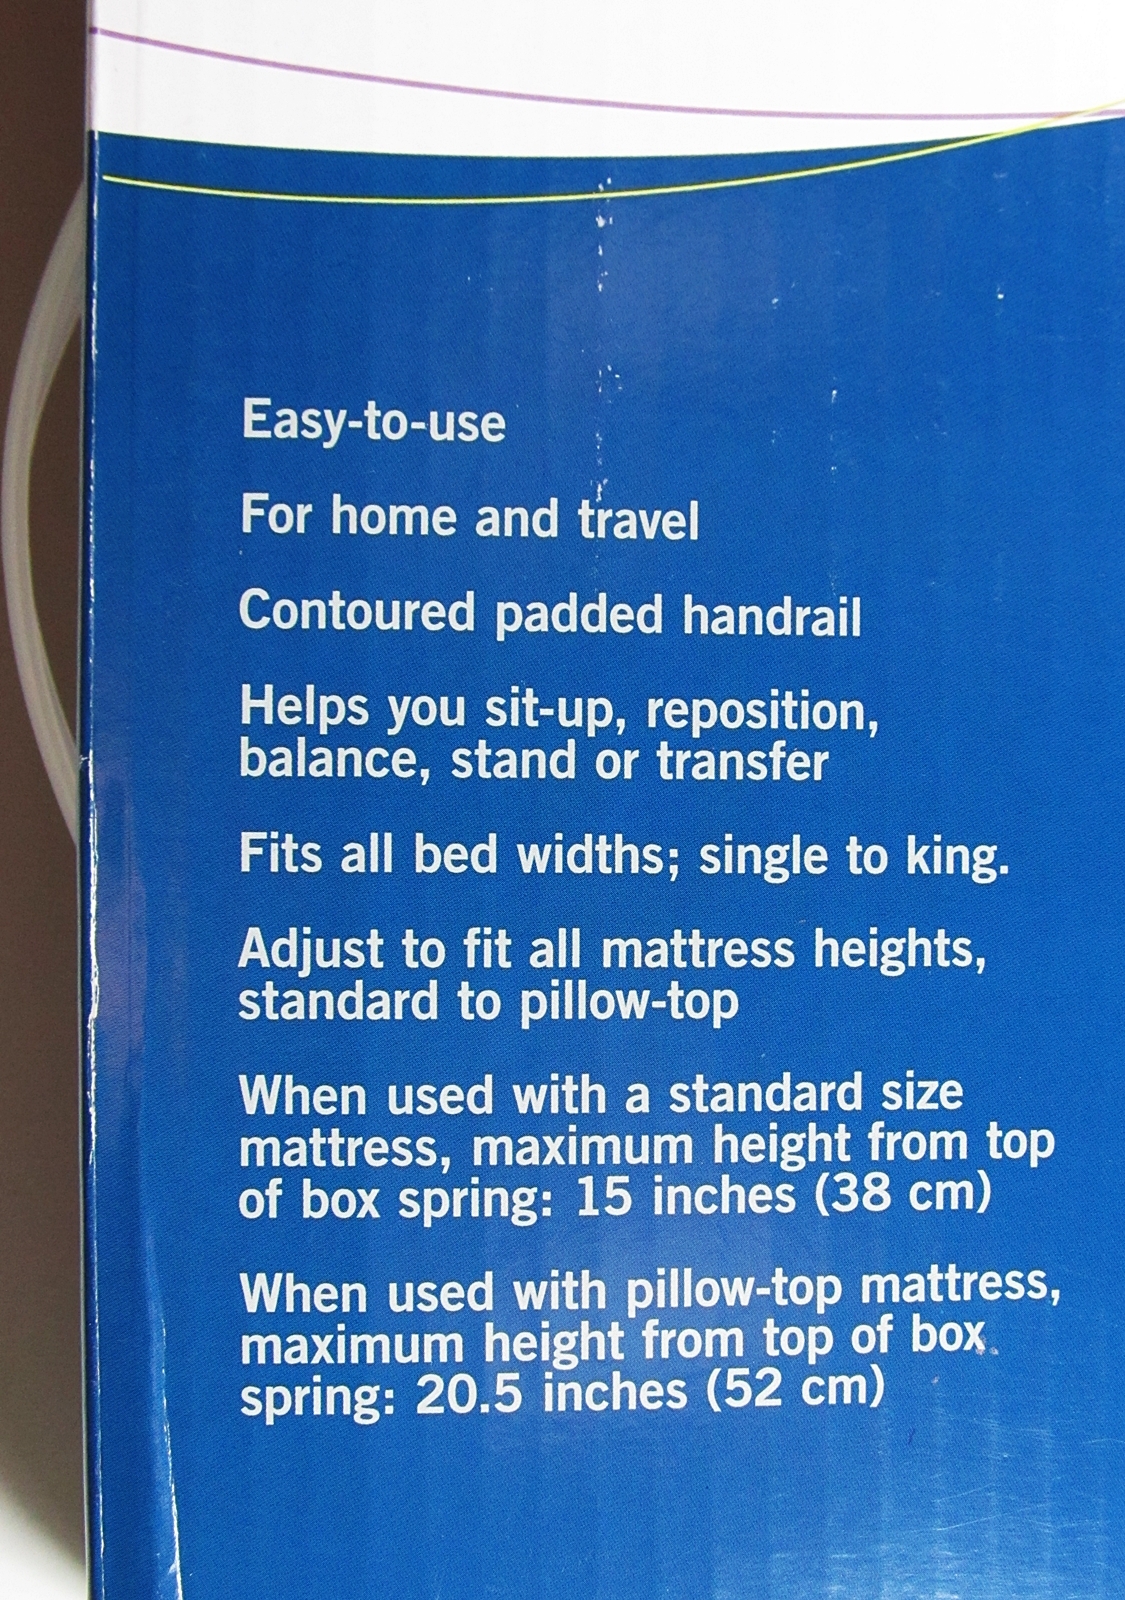 Easy-to-use
For home and travel
Contoured padded handrail
Helps you sit-up, reposition,
balance, stand or transfer
Fits all bed widths; single to king.
Adjust to fit all mattress heights,
standard to pillow-top
When used with a standard size
mattress, maximum height from top
of box spring: 15 inches (38 cm)
When used with pillow-top mattress,
maximum height from top of box
spring: 20.5 inches (52 cm)